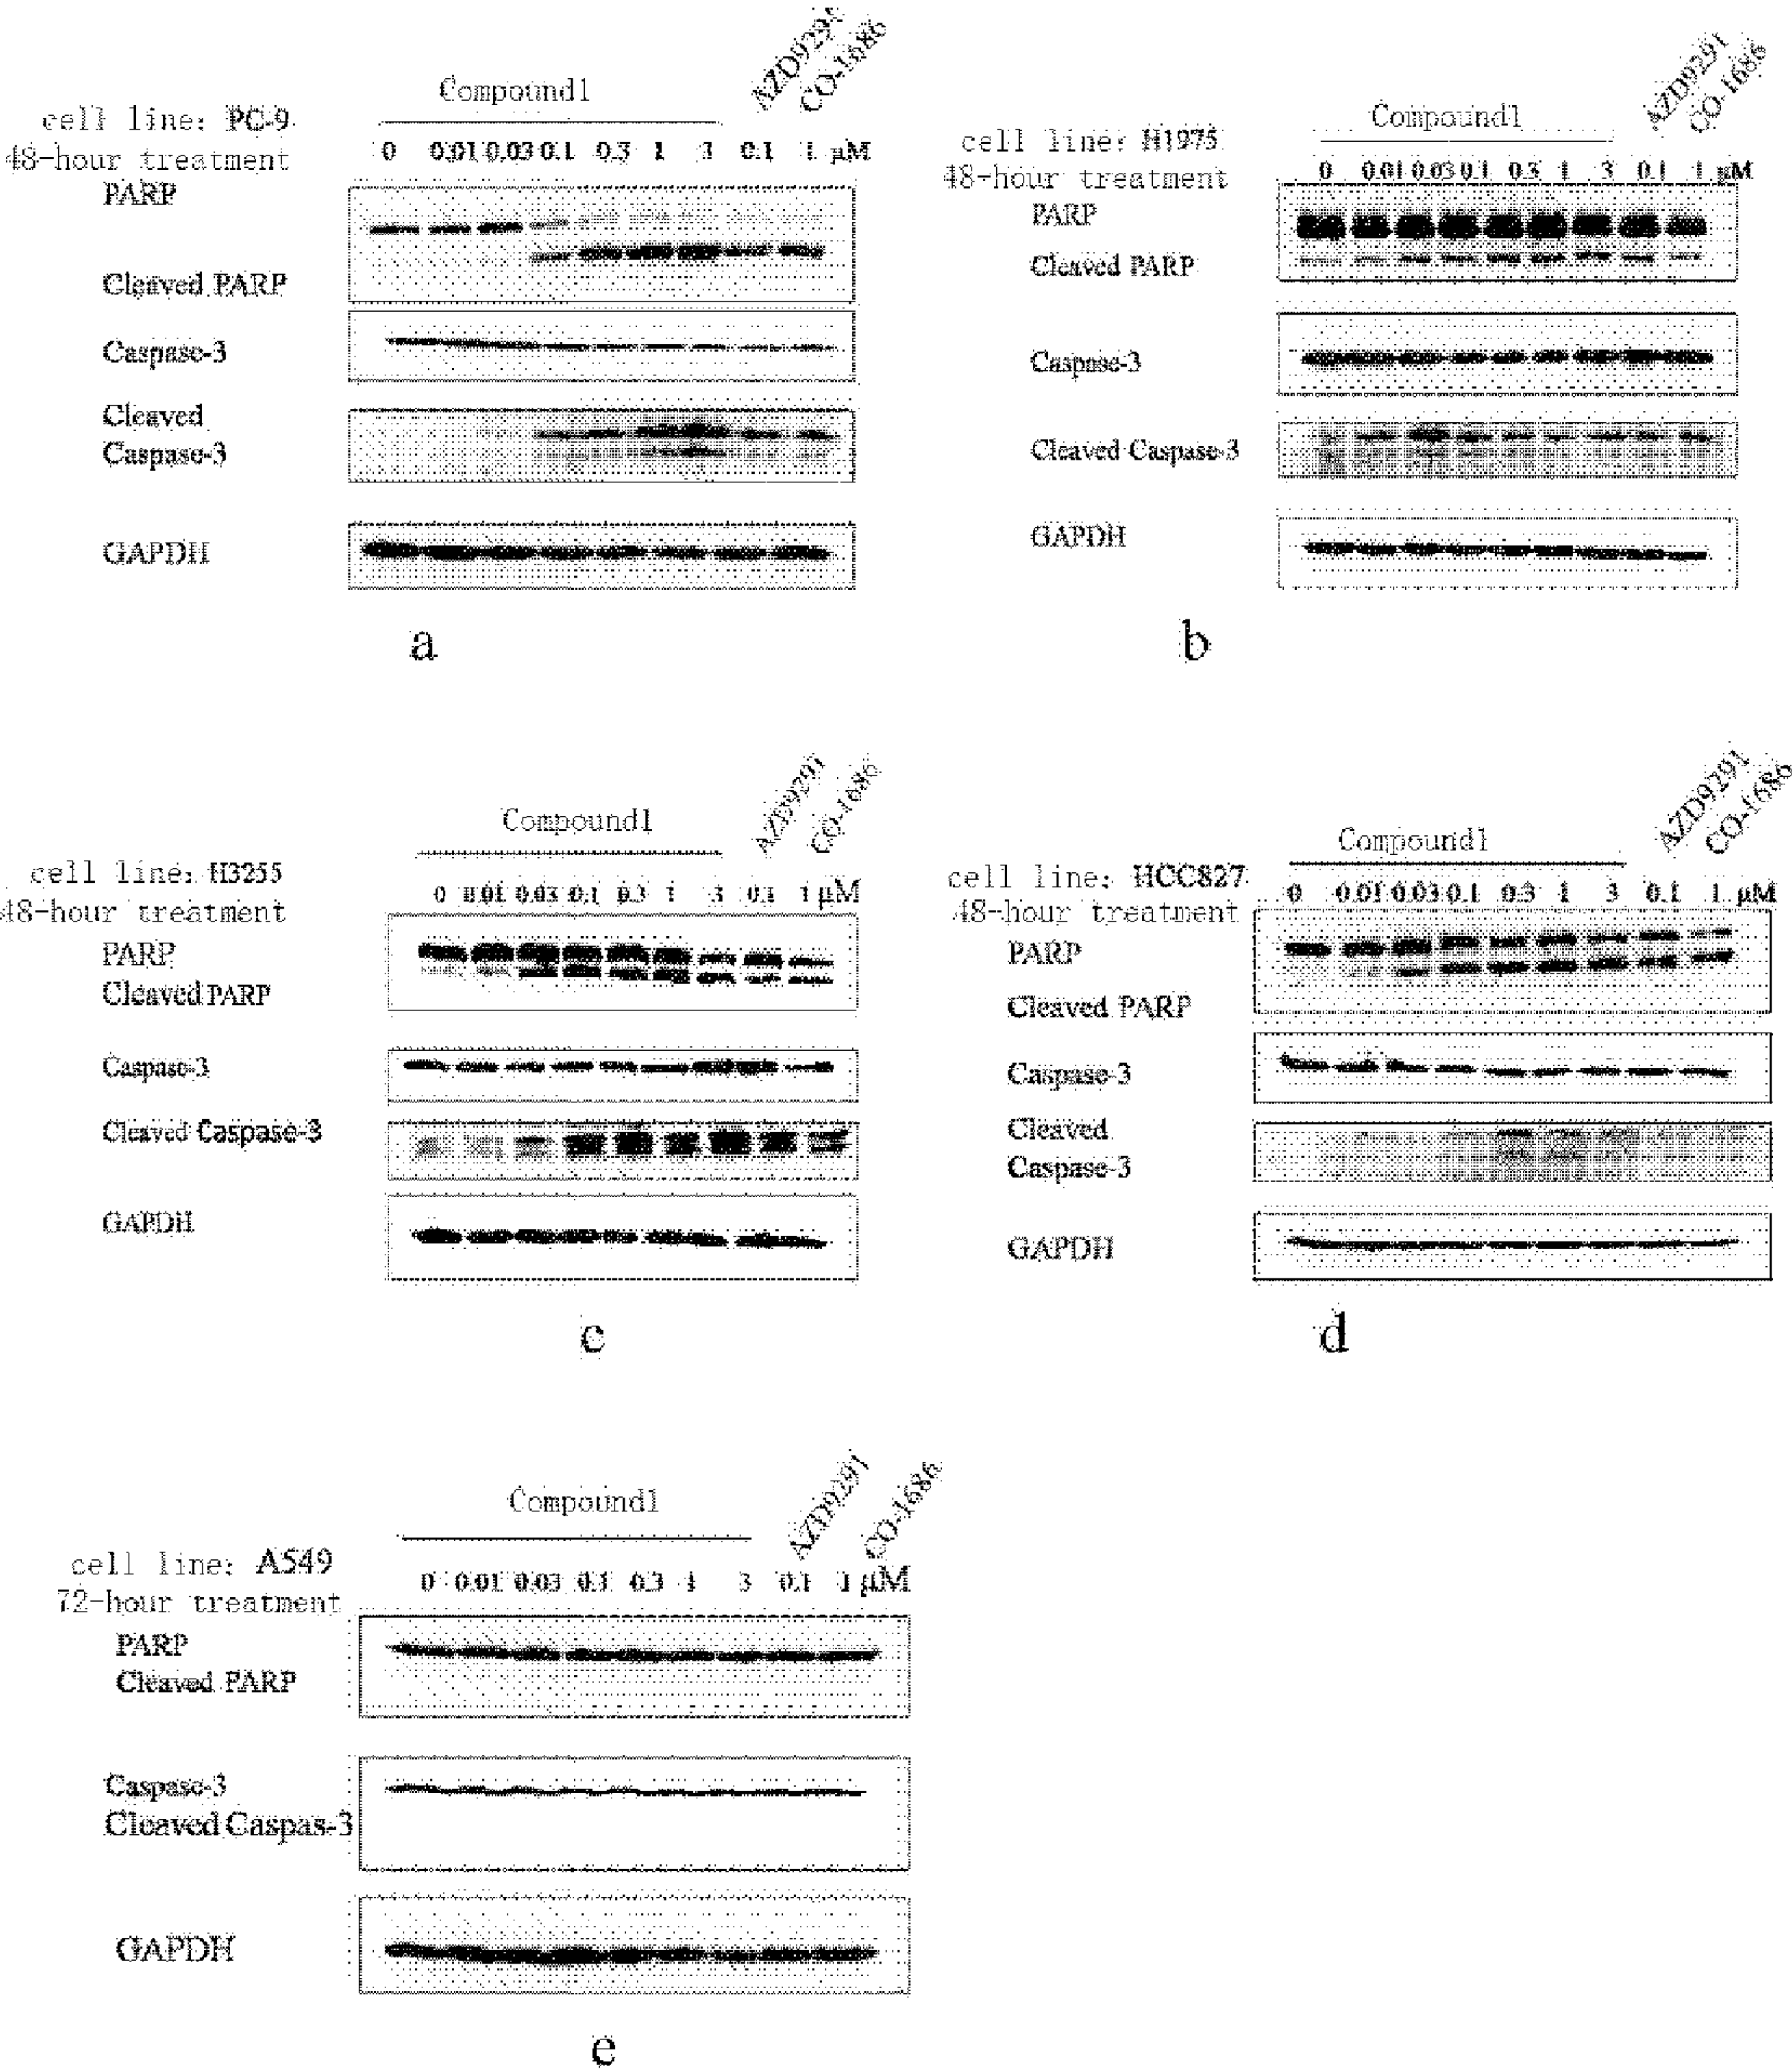 Compound1
AZD929
CO-1686
cell line: PC-9
48-hour treatment
0 0.01 0.03 0.1 0.3 1 3 0.1 1 μM
PARP
Cleaved PARP
Caspase-3
Cleaved
Caspase-3
GAPDH
a
Compound1
AZD9291
CO-1686
cell line: H1975
48-hour treatment
0 0.01 0.03 0.1 0.3 1 3 0.1 1 μM
PARP
Cleaved PARP
Caspase-3
Cleaved Caspase-3
GAPDH
b
Compound1
AZD9291
CO-1686
cell line: H3255
48-hour treatment
0 0.01 0.03 0.1 0.3 1 3 0.1 1 μM
PARP
Cleaved PARP
Caspase-3
Cleaved Caspase-3
GAPDH
c
Compound1
AZD9291
CO-1686
cell line: HCC827
48-hour treatment
0 0.01 0.03 0.1 0.3 1 3 0.1 1 μM
PARP
Cleaved PARP
Caspase-3
Cleaved
Caspase-3
GAPDH
d
Compound1
AZD9291
CO-1686
cell line: A549
72-hour treatment
0 0.01 0.03 0.1 0.3 1 3 0.1 1 μM
PARP
Cleaved PARP
Caspase-3
Cleaved Caspas-3
GAPDH
e